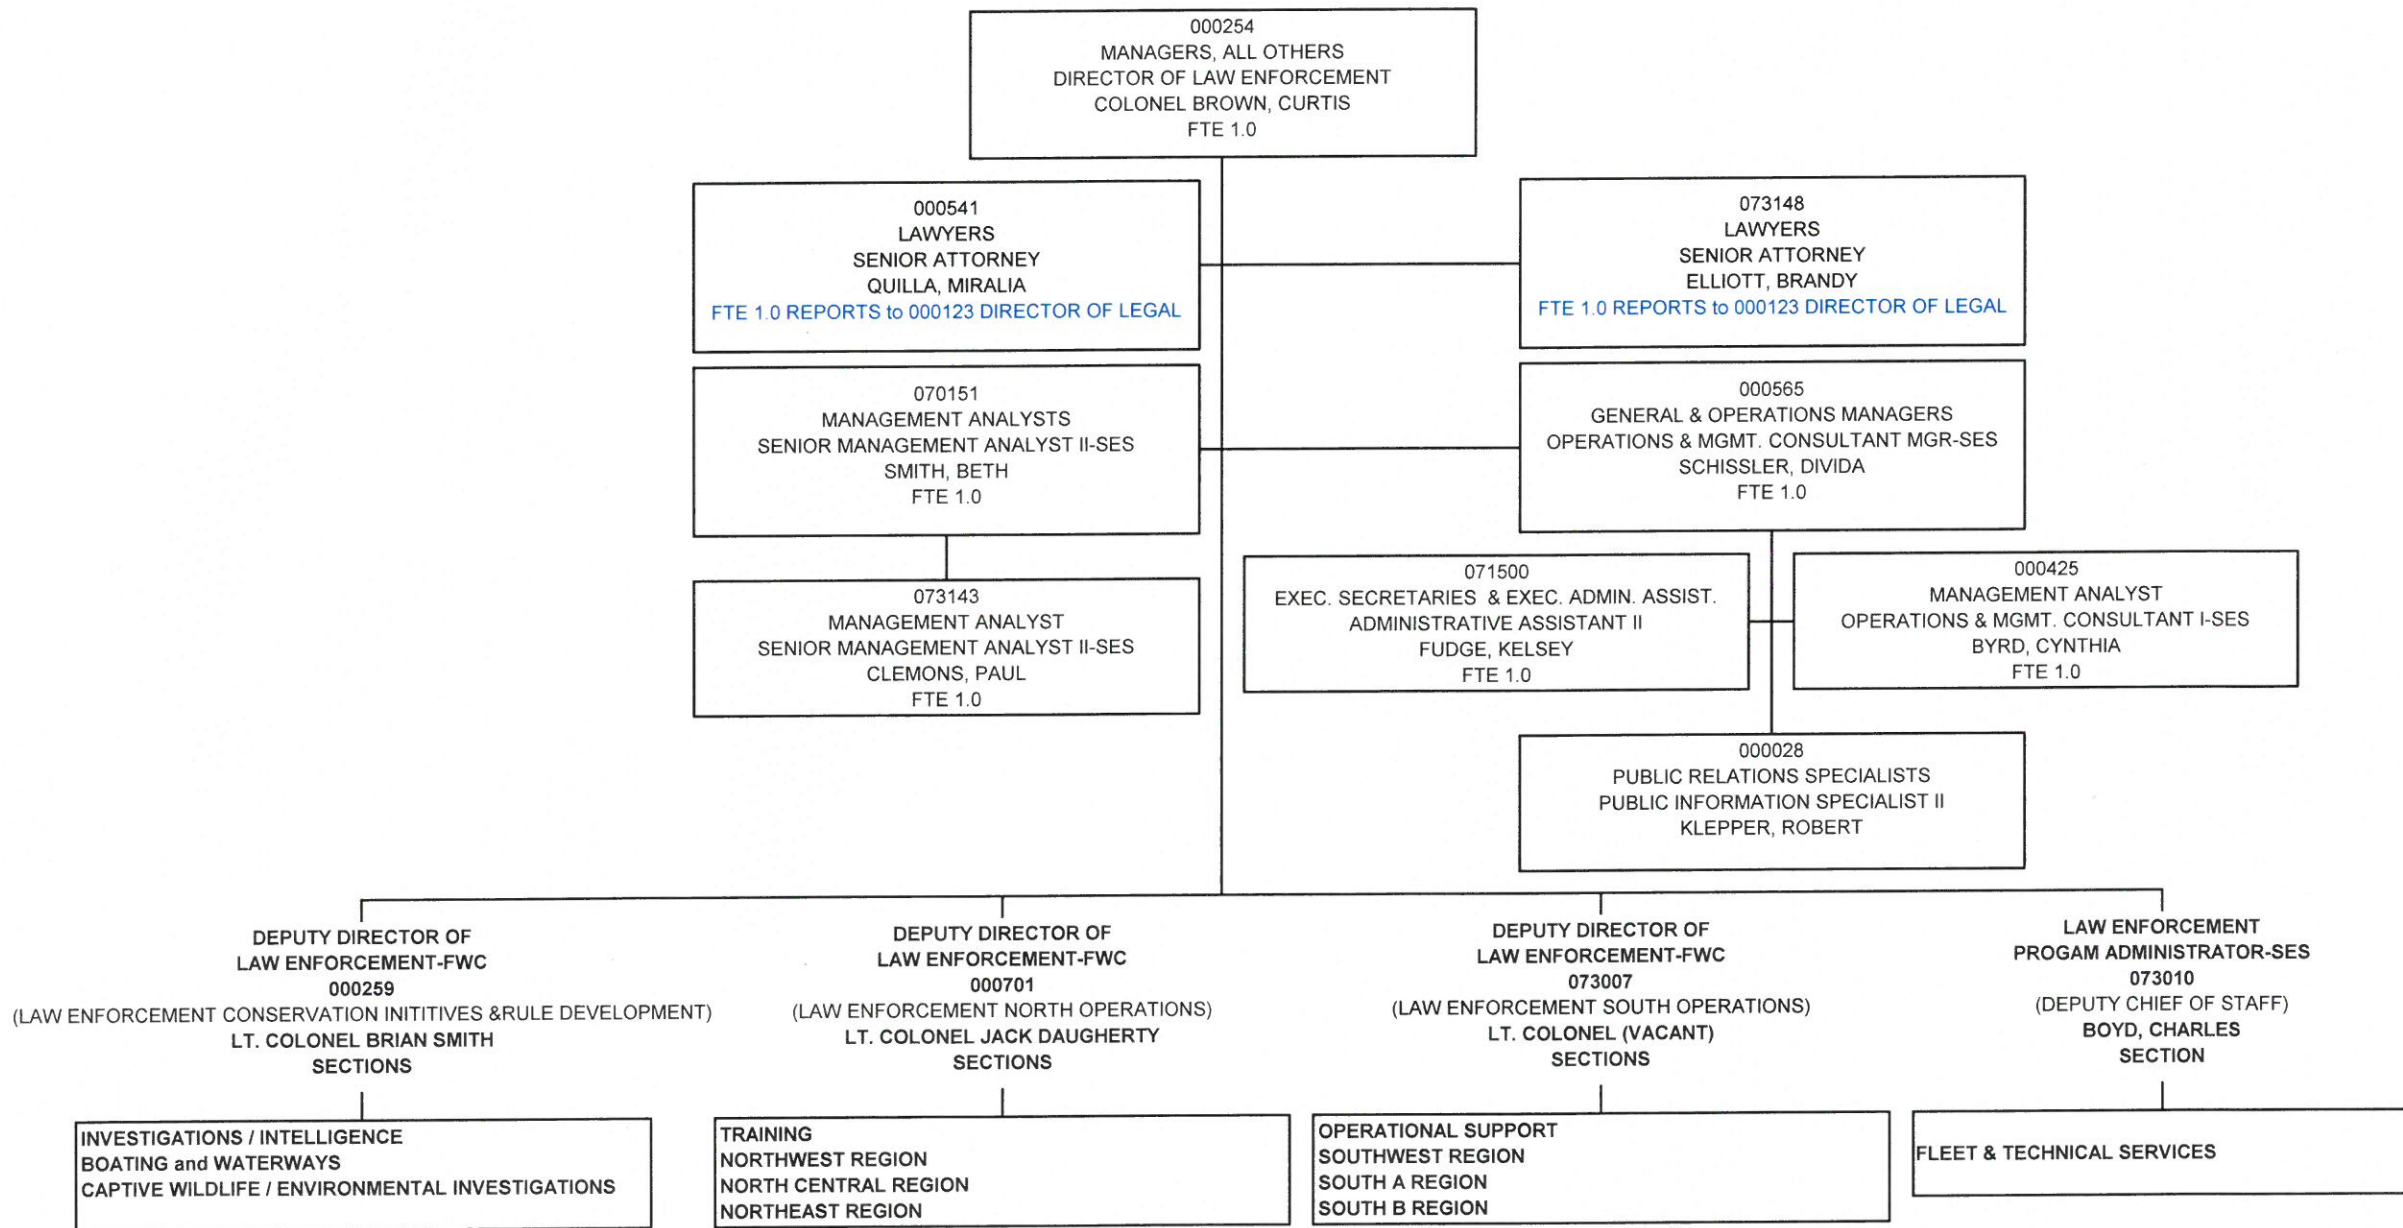 000254
MANAGERS, ALL OTHERS
DIRECTOR OF LAW ENFORCEMENT
COLONEL BROWN, CURTIS
FTE 1.0
000541
LAWYERS
SENIOR ATTORNEY
QUILLA, MIRALIA
FTE 1.0 REPORTS to 000123 DIRECTOR OF LEGAL
073148
LAWYERS
SENIOR ATTORNEY
ELLIOTT, BRANDY
FTE 1.0 REPORTS to 000123 DIRECTOR OF LEGAL
070151
MANAGEMENT ANALYSTS
SENIOR MANAGEMENT ANALYST II-SES
SMITH, BETH
FTE 1.0
000565
GENERAL & OPERATIONS MANAGERS
OPERATIONS & MGMT. CONSULTANT MGR-SES
SCHISSLER, DIVIDA
FTE 1.0
073143
MANAGEMENT ANALYST
SENIOR MANAGEMENT ANALYST II-SES
CLEMONS, PAUL
FTE 1.0
071500
EXEC. SECRETARIES & EXEC. ADMIN. ASSIST.
ADMINISTRATIVE ASSISTANT II
FUDGE, KELSEY
FTE 1.0
000425
MANAGEMENT ANALYST
OPERATIONS & MGMT. CONSULTANT I-SES
BYRD, CYNTHIA
FTE 1.0
000028
PUBLIC RELATIONS SPECIALISTS
PUBLIC INFORMATION SPECIALIST II
KLEPPER, ROBERT
DEPUTY DIRECTOR OF
LAW ENFORCEMENT-FWC
000259
(LAW ENFORCEMENT CONSERVATION INITITIVES &RULE DEVELOPMENT)
LT. COLONEL BRIAN SMITH
SECTIONS
INVESTIGATIONS / INTELLIGENCE
BOATING and WATERWAYS
CAPTIVE WILDLIFE / ENVIRONMENTAL INVESTIGATIONS
DEPUTY DIRECTOR OF
LAW ENFORCEMENT-FWC
000701
(LAW ENFORCEMENT NORTH OPERATIONS)
LT. COLONEL JACK DAUGHERTY
SECTIONS
TRAINING
NORTHWEST REGION
NORTH CENTRAL REGION
NORTHEAST REGION
DEPUTY DIRECTOR OF
LAW ENFORCEMENT-FWC
073007
(LAW ENFORCEMENT SOUTH OPERATIONS)
LT. COLONEL (VACANT)
SECTIONS
OPERATIONAL SUPPORT
SOUTHWEST REGION
SOUTH A REGION
SOUTH B REGION
LAW ENFORCEMENT
PROGAM ADMINISTRATOR-SES
073010
(DEPUTY CHIEF OF STAFF)
BOYD, CHARLES
SECTION
FLEET & TECHNICAL SERVICES